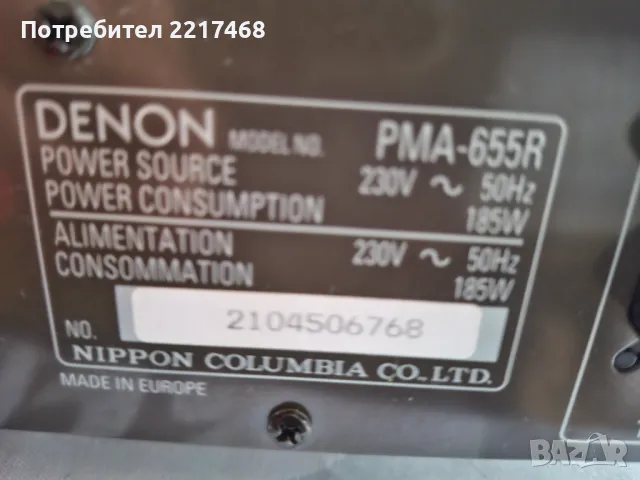 Потребител 2217468
DENON MODEL NO. PMA-655R
POWER SOURCE 230V ~ 50Hz
POWER CONSUMPTION 185W
ALIMENTATION 230V ~ 50Hz
CONSOMMATION 185W
NO. 2104506768
NIPPON COLUMBIA CO., LTD.
MADE IN EUROPE
BAZAR